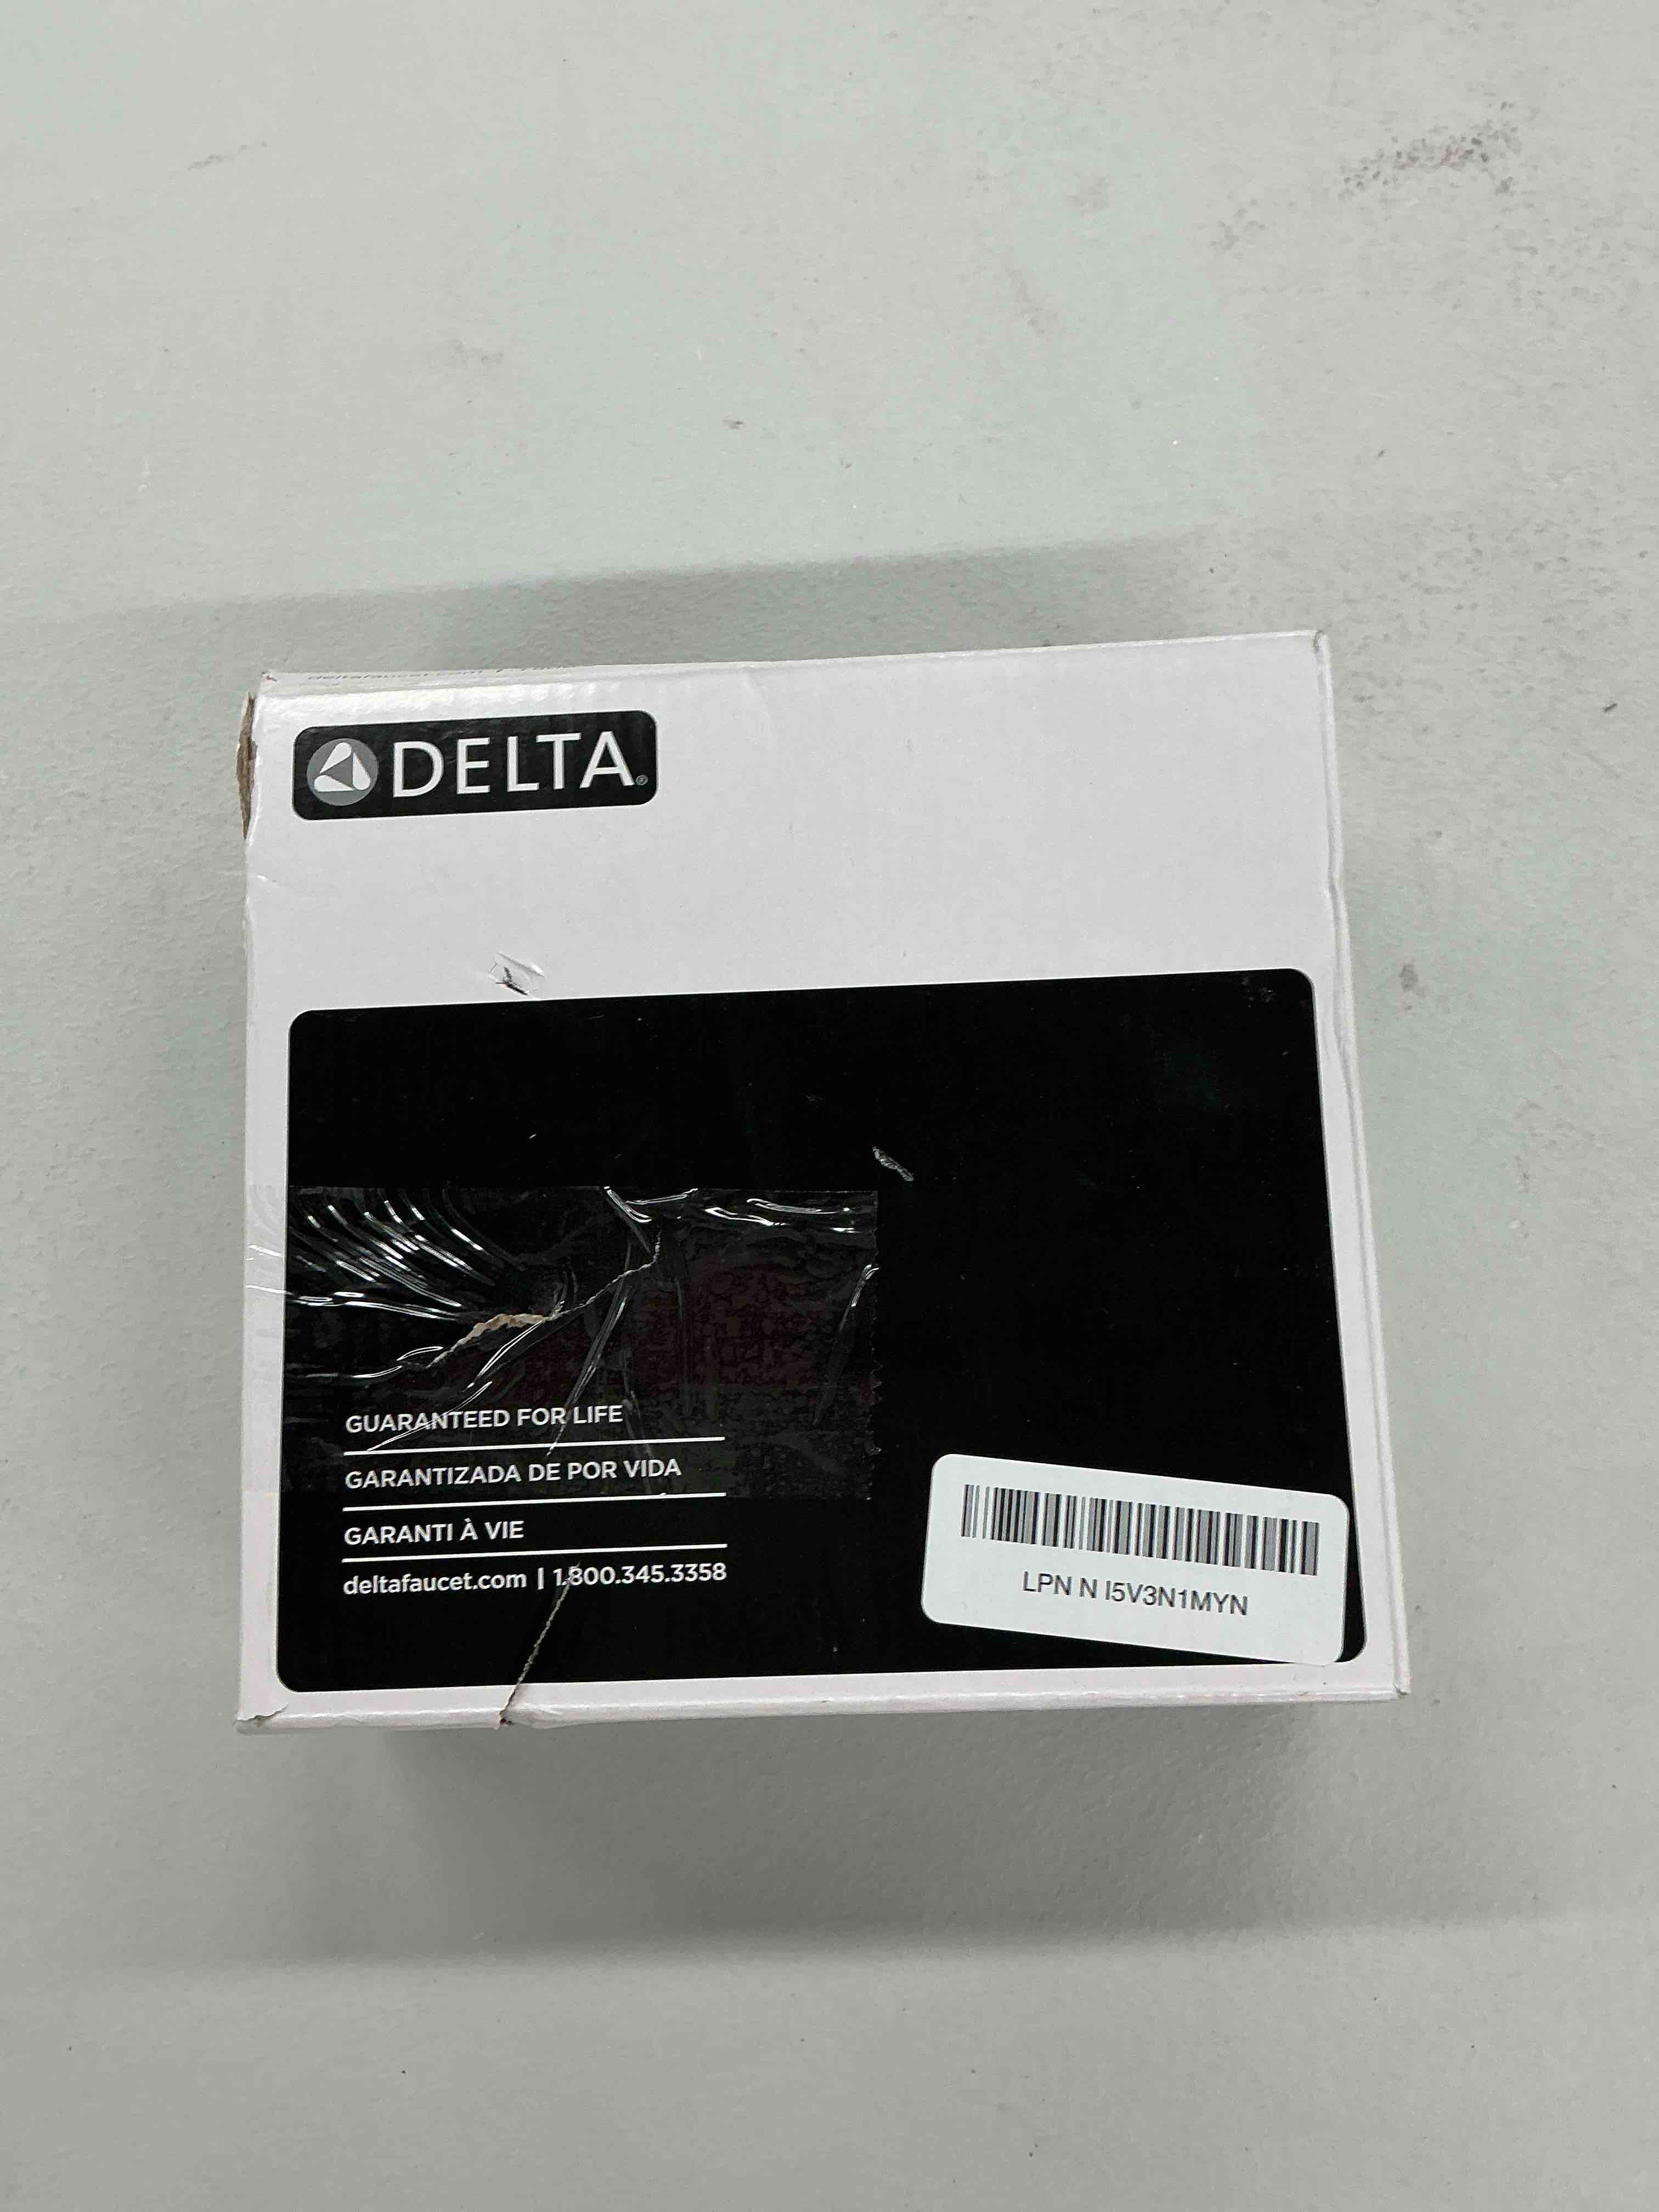 DELTA®
GUARANTEED FOR LIFE
GARANTIZADA DE POR VIDA
GARANTI À VIE
deltafaucet.com | 1.800.345.3358
LPN N I5V3N1MYN